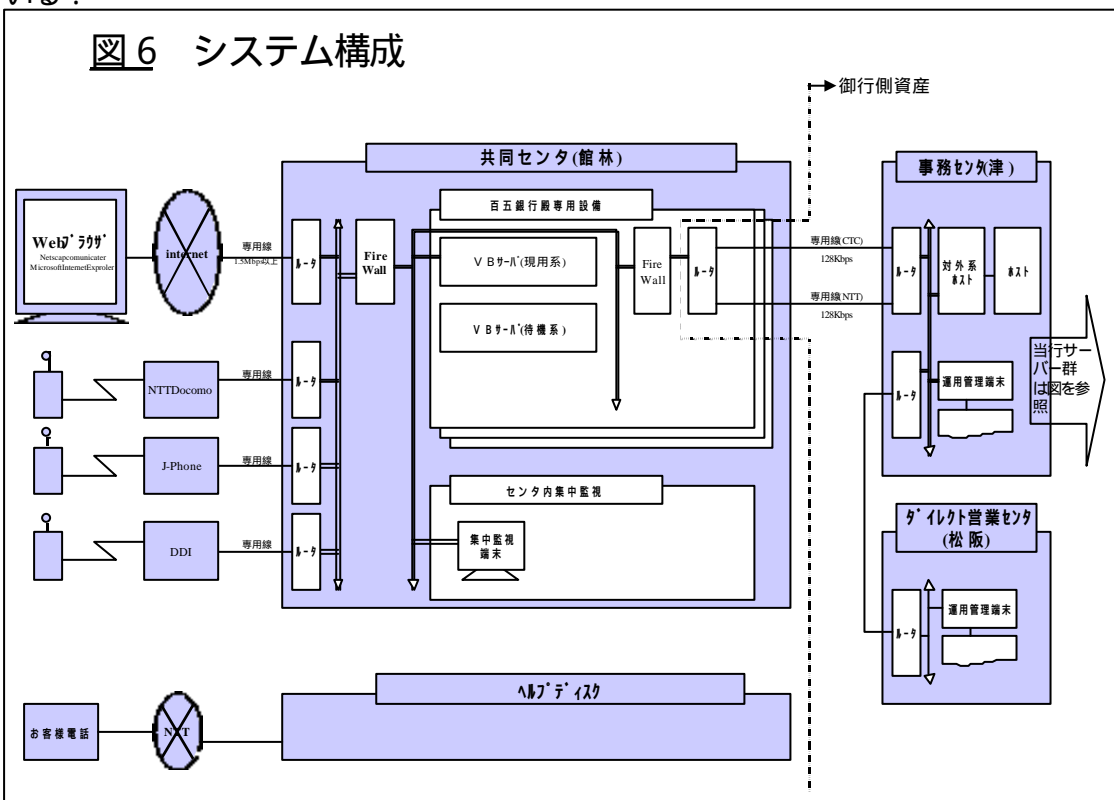 いる.
図6 システム構成
御行側資産
共同センタ(館林)
事務ｾﾝﾀ(津)
百五銀行殿専用設備
Webﾌﾞﾗｳｻﾞ
Netscapcomunicater
MicrosoftInternetExproler
internet
専用線
1.5Mbps以上
ﾙｰﾀ
Fire
Wall
VBｻｰﾊﾞ(現用系)
VBｻｰﾊﾞ(待機系)
Fire
Wall
ﾙｰﾀ
専用線(CTC)
128Kbps
専用線(NTT)
128Kbps
ﾙｰﾀ
対外系
ﾎｽﾄ
ﾎｽﾄ
NTTDocomo
専用線
ﾙｰﾀ
ﾙｰﾀ
運用管理端末
当行サー
バー群
は図を参
照
J-Phone
専用線
ﾙｰﾀ
センタ内集中監視
DDI
専用線
ﾙｰﾀ
集中監視
端末
ﾀﾞｲﾚｸﾄ営業ｾﾝﾀ
(松阪)
ﾙｰﾀ
運用管理端末
ﾍﾙﾌﾟﾃﾞｨｽｸ
お客様電話
NTT